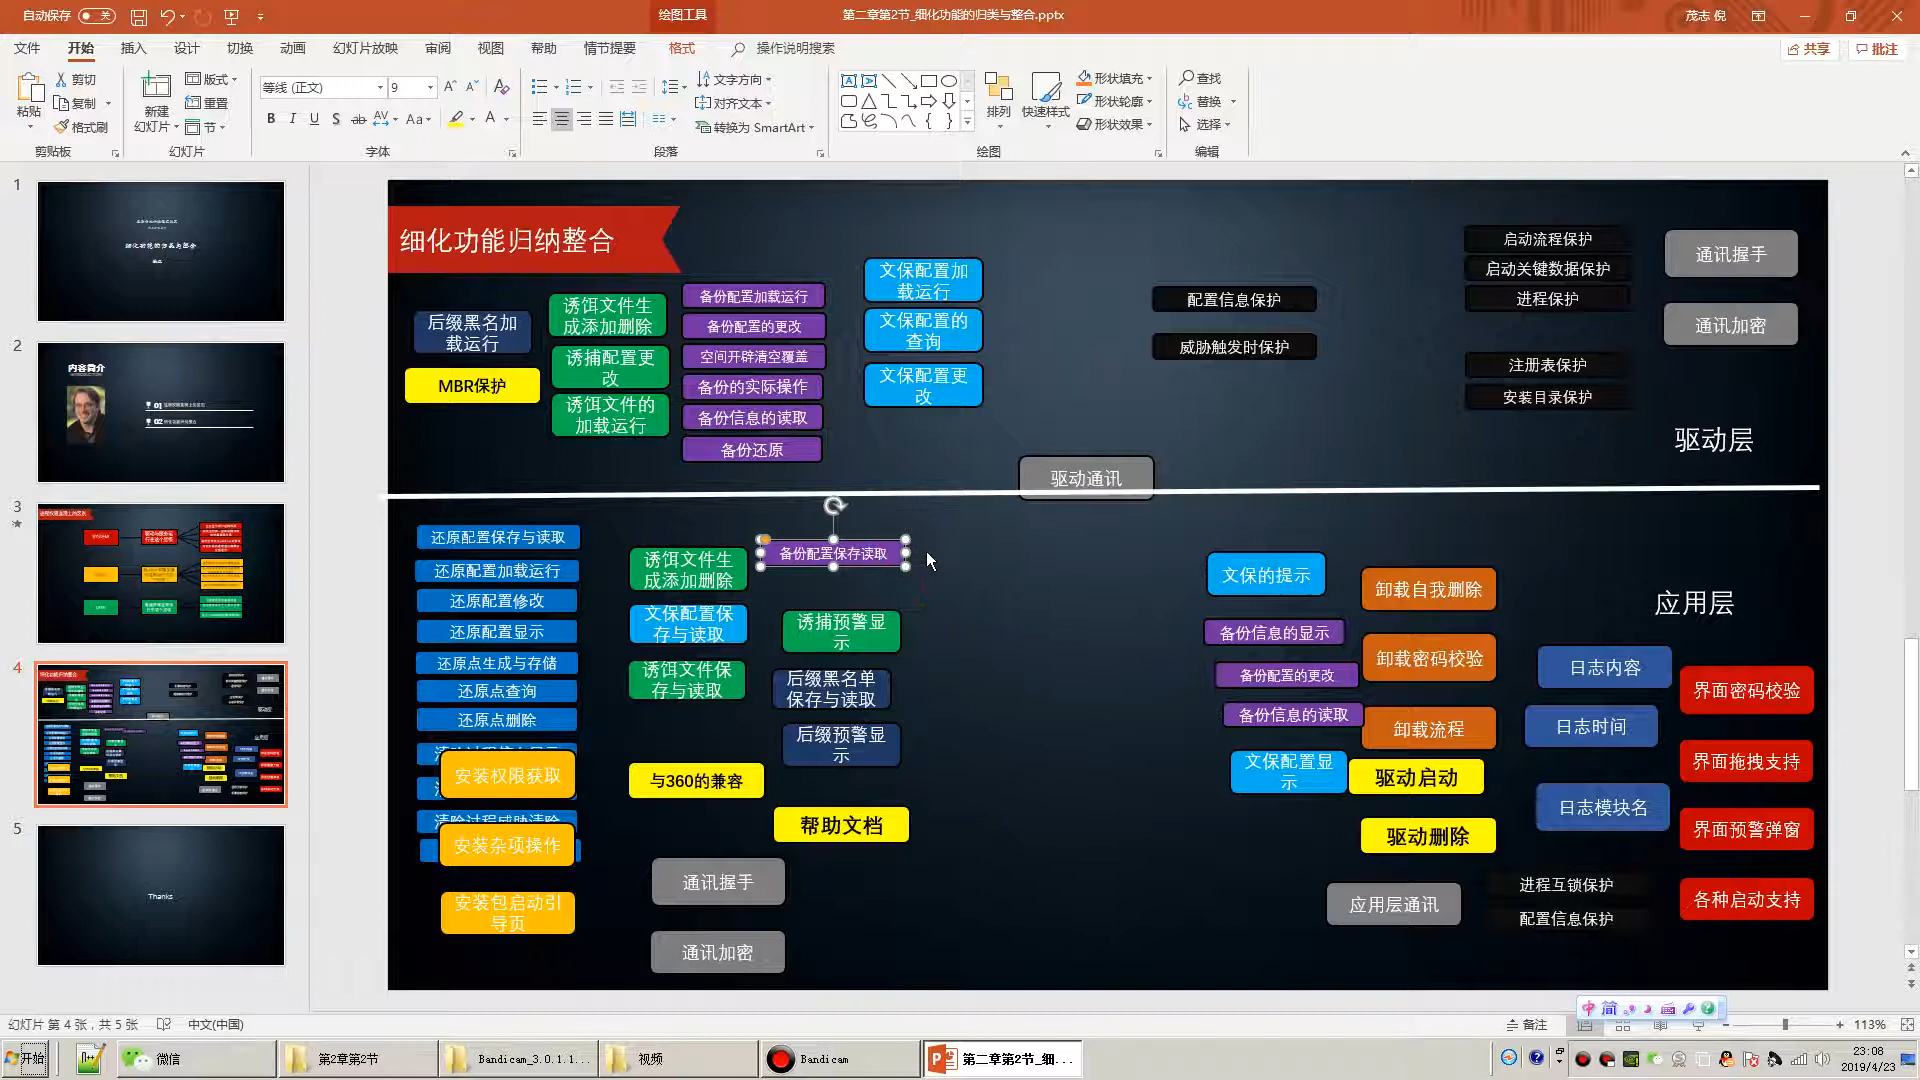 自动保存 关
绘图工具
第二章第2节_细化功能的归类与整合.pptx
茂志 倪
文件 开始 插入 设计 切换 动画 幻灯片放映 审阅 视图 帮助 情节提要 格式 操作说明搜索
共享 批注
粘贴
剪切
复制
格式刷
剪贴板
新建
幻灯片
版式
重置
节
幻灯片
等线 (正文) 9
B I U S abc AV Aa A
字体
文字方向
对齐文本
转换为 SmartArt
段落
排列
快速样式
形状填充
形状轮廓
形状效果
绘图
查找
替换
选择
编辑
1
2
内容简介
01
02
3
4
5
Thanks
细化功能归纳整合
后缀黑名加
载运行
MBR保护
诱饵文件生
成添加删除
诱捕配置更
改
诱饵文件的
加载运行
备份配置加载运行
备份配置的更改
空间开辟清空覆盖
备份的实际操作
备份信息的读取
备份还原
文保配置加
载运行
文保配置的
查询
文保配置更
改
配置信息保护
威胁触发时保护
启动流程保护
启动关键数据保护
进程保护
注册表保护
安装目录保护
通讯握手
通讯加密
驱动层
驱动通讯
还原配置保存与读取
还原配置加载运行
还原配置修改
还原配置显示
还原点生成与存储
还原点查询
还原点删除
安装权限获取
清除过程威胁清除
安装杂项操作
安装包启动引
导页
诱饵文件生
成添加删除
文保配置保
存与读取
诱饵文件保
存与读取
与360的兼容
备份配置保存读取
诱捕预警显
示
后缀黑名单
保存与读取
后缀预警显
示
帮助文档
通讯握手
通讯加密
文保的提示
备份信息的显示
备份配置的更改
备份信息的读取
文保配置显
示
卸载自我删除
卸载密码校验
卸载流程
驱动启动
驱动删除
应用层通讯
应用层
日志内容
日志时间
日志模块名
进程互锁保护
配置信息保护
界面密码校验
界面拖拽支持
界面预警弹窗
各种启动支持
中 简
幻灯片 第 4 张，共 5 张 中文(中国)
备注
113%
开始
微信
第2章第2节
Bandicam_3.0.1.1...
视频
Bandicam
第二章第2节_细...
23:08
2019/4/23